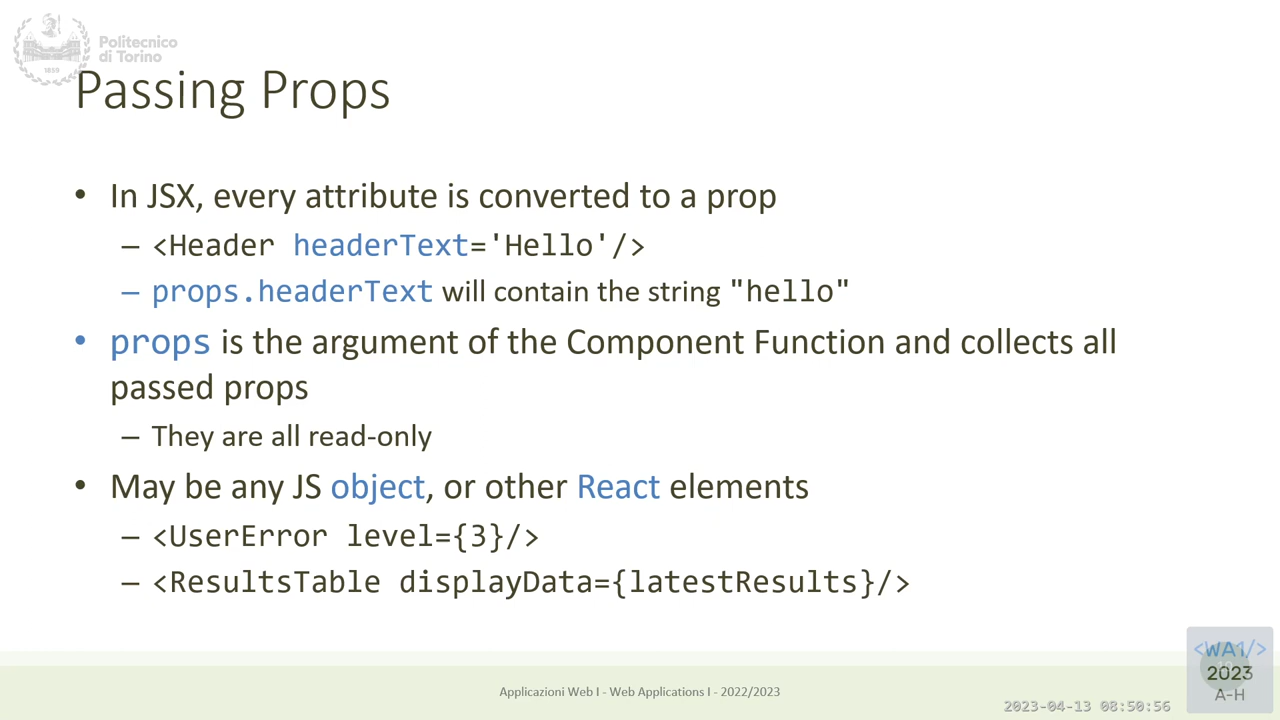 Politecnico
di Torino
1859
Passing Props
• In JSX, every attribute is converted to a prop
– <Header headerText='Hello'/>
– props.headerText will contain the string "hello"
• props is the argument of the Component Function and collects all
passed props
– They are all read-only
• May be any JS object, or other React elements
– <UserError level={3}/>
– <ResultsTable displayData={latestResults}/>
<WA1/>
2023
A-H
Applicazioni Web I - Web Applications I - 2022/2023
2023-04-13 08:50:56